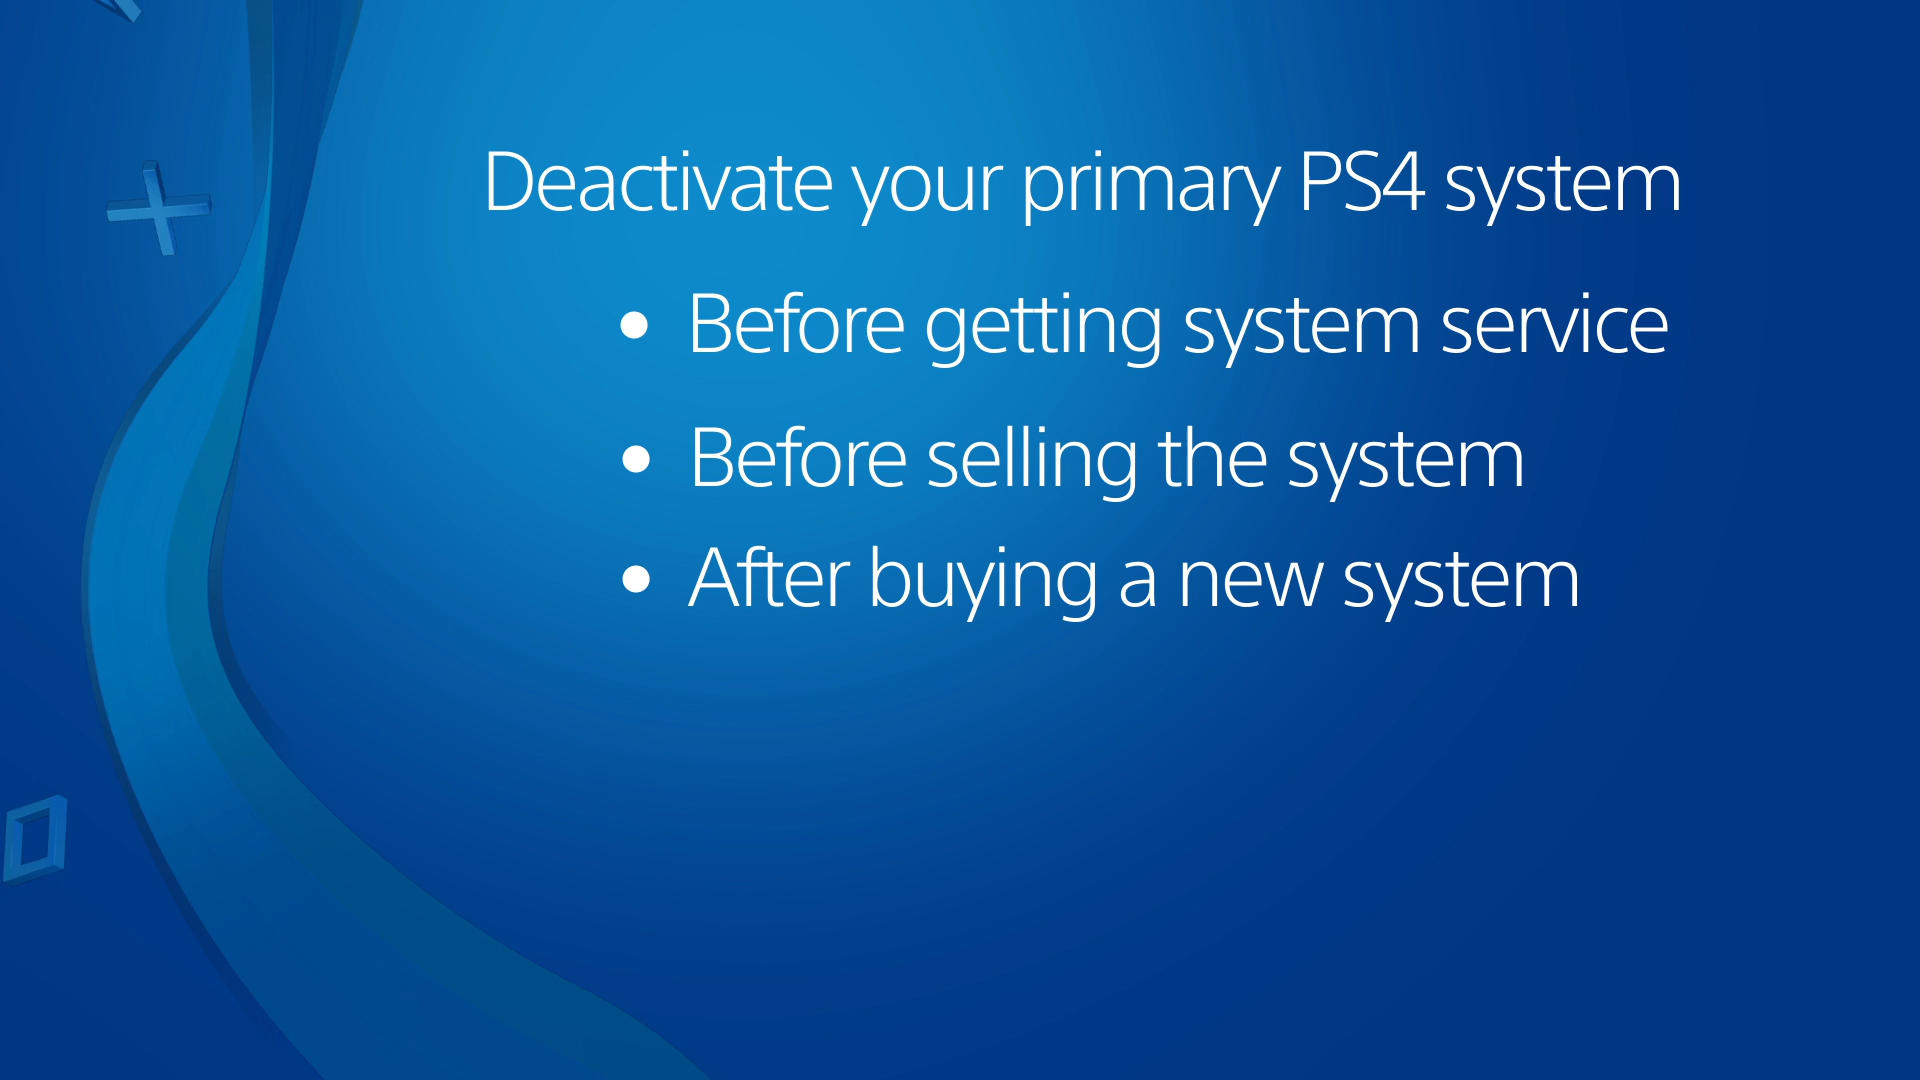 Deactivate your primary PS4 system
• Before getting system service
• Before selling the system
• After buying a new system